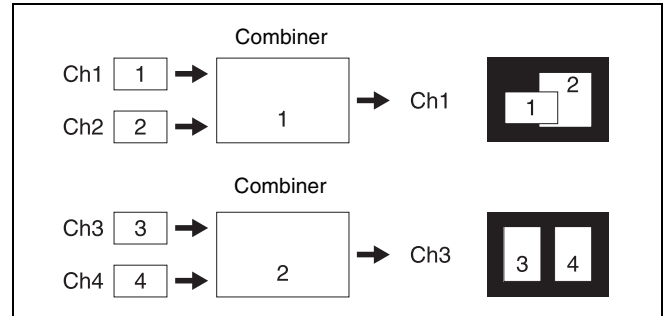 Combiner
Ch1 1
Ch2 2
1
Ch1
1 2
Combiner
Ch3 3
Ch4 4
2
Ch3
3 4